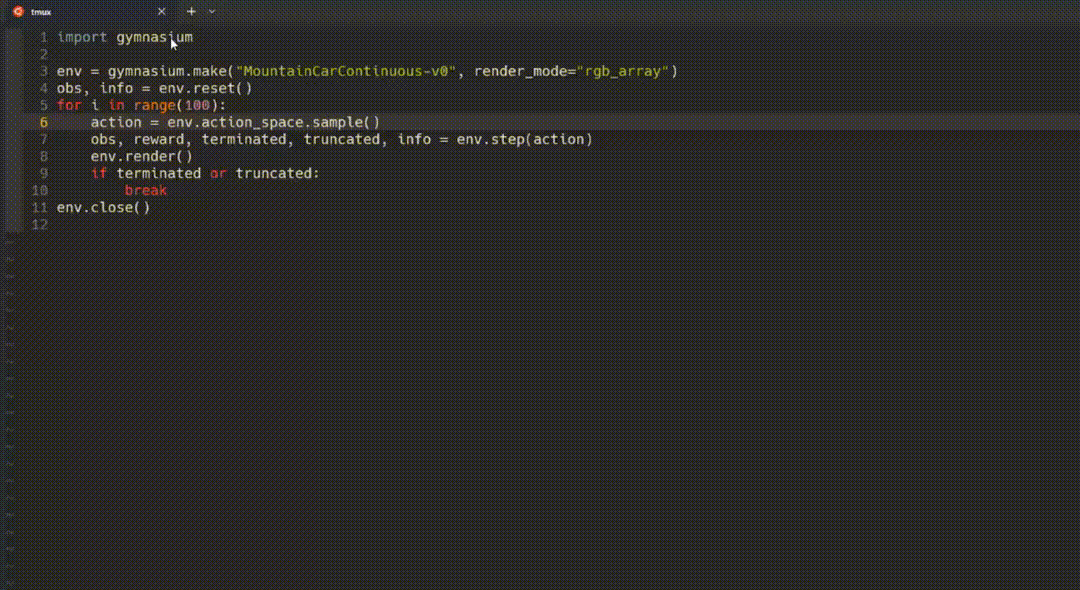 tmux
1 import gymnasium
2
3 env = gymnasium.make("MountainCarContinuous-v0", render_mode="rgb_array")
4 obs, info = env.reset()
5 for i in range(100):
6     action = env.action_space.sample()
7     obs, reward, terminated, truncated, info = env.step(action)
8     env.render()
9     if terminated or truncated:
10         break
11 env.close()
12